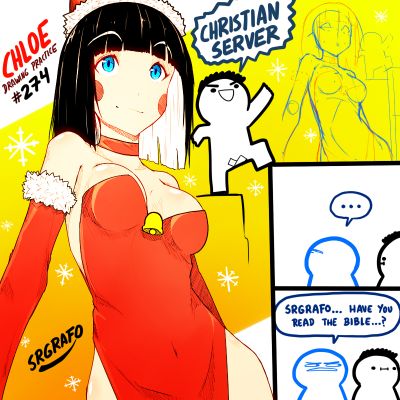 CHLOE
DRAWING PRACTICE
#274
CHRISTIAN
SERVER
...
SRGRAFO... HAVE YOU
READ THE BIBLE...?
SRGRAFO